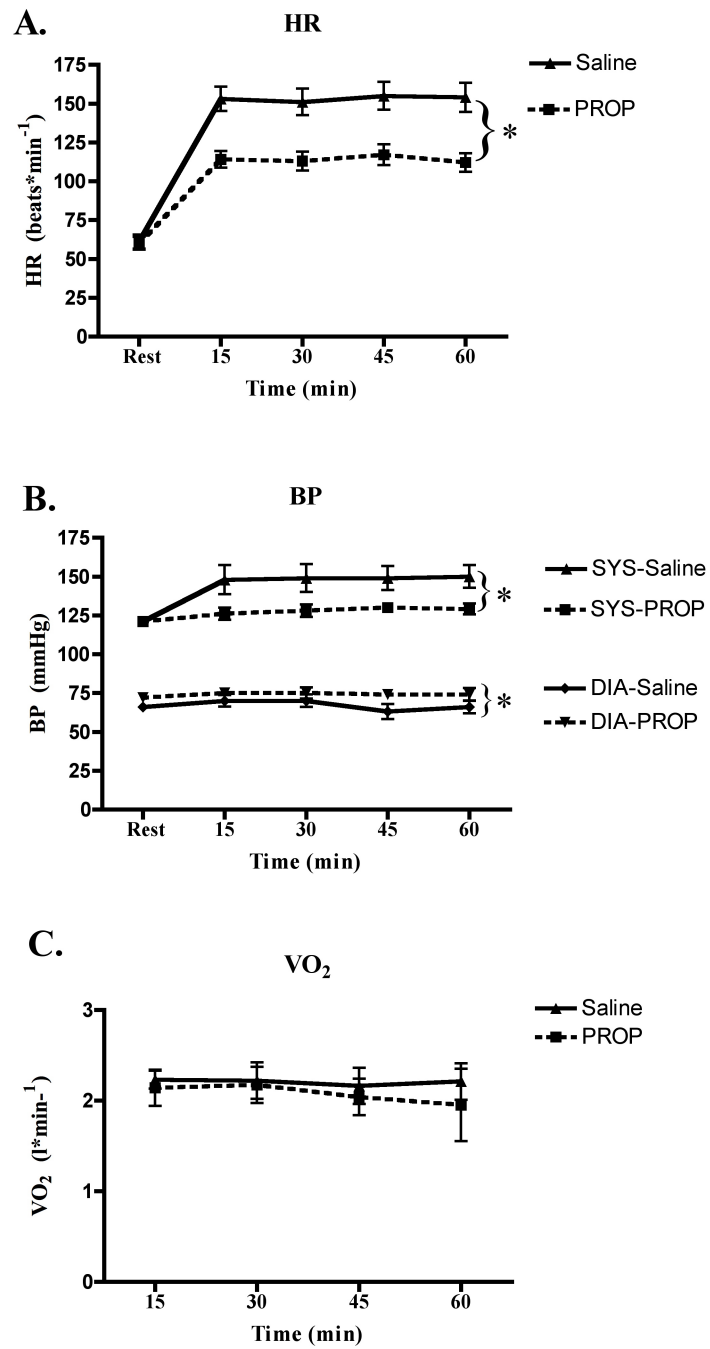 A.
HR
Saline
PROP
175
150
125
100
75
50
25
0
*
HR (beats*min-1)
Rest 15 30 45 60
Time (min)
B.
BP
SYS-Saline
SYS-PROP
DIA-Saline
DIA-PROP
175
150
125
100
75
50
25
0
*
*
BP (mmHg)
Rest 15 30 45 60
Time (min)
C.
VO2
Saline
PROP
3
2
1
0
VO2 (l*min-1)
15 30 45 60
Time (min)